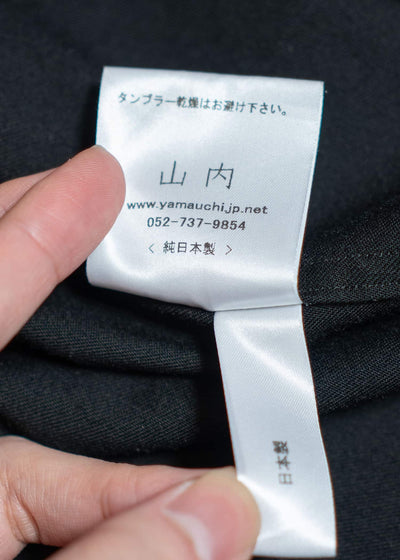 タンブラー乾燥はお避け下さい。
山内
www.yamauchi.jp.net
052-737-9854
〈 純日本製 〉
日本製